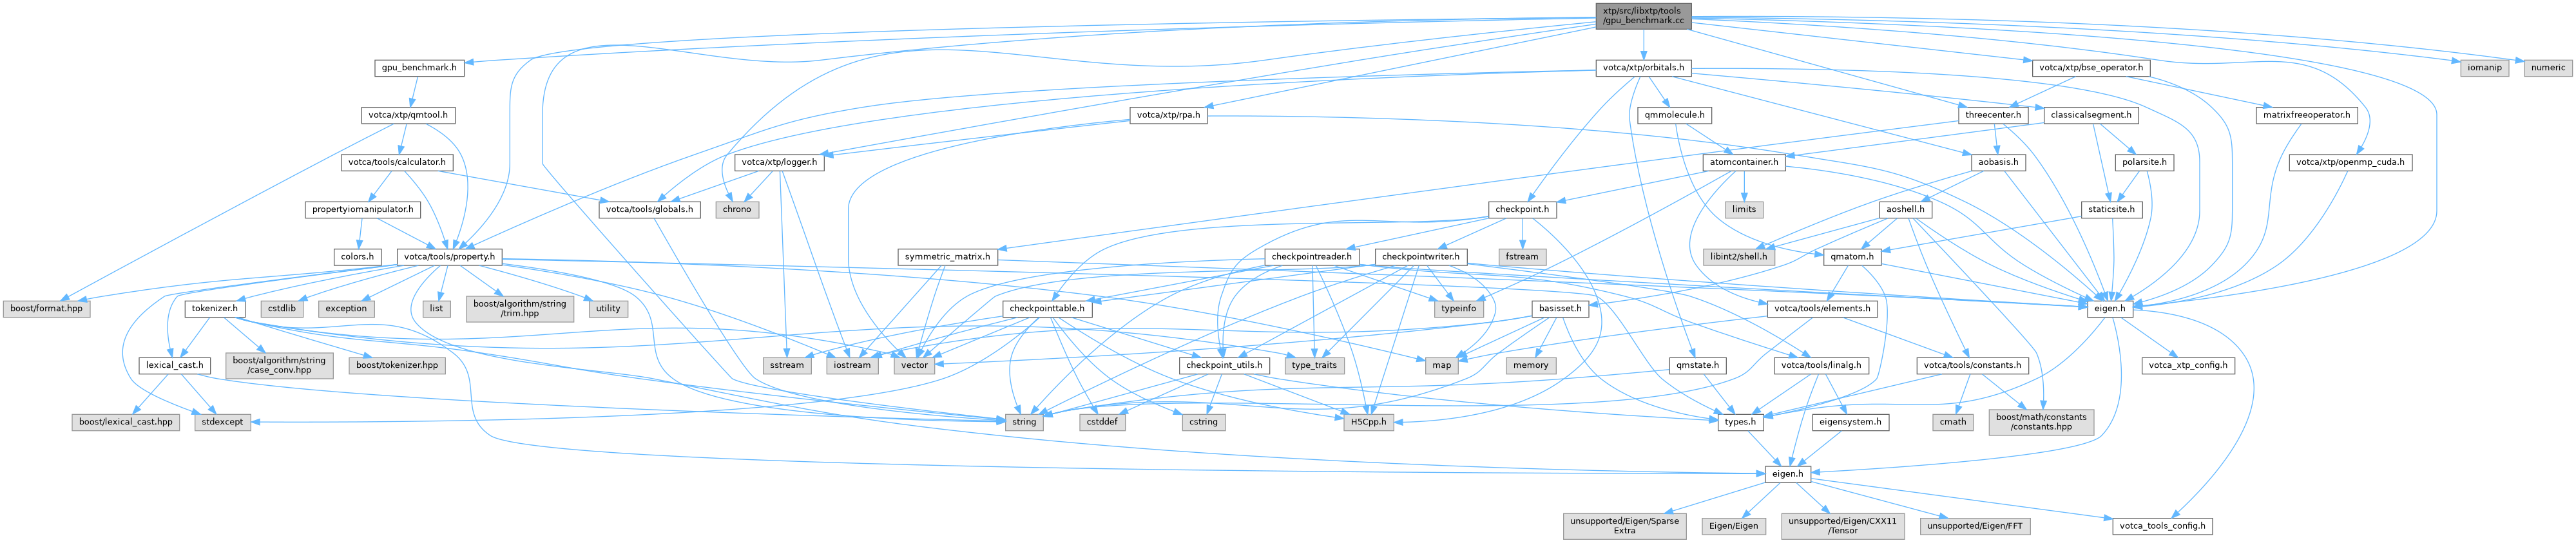 xtp/src/libxtp/tools
/gpu_benchmark.cc
gpu_benchmark.h
votca/xtp/orbitals.h
votca/xtp/bse_operator.h
iomanip
numeric
votca/xtp/qmtool.h
votca/xtp/rpa.h
qmmolecule.h
threecenter.h
classicalsegment.h
matrixfreeoperator.h
votca/tools/calculator.h
votca/xtp/logger.h
atomcontainer.h
aobasis.h
polarsite.h
votca/xtp/openmp_cuda.h
propertyiomanipulator.h
votca/tools/globals.h
chrono
checkpoint.h
limits
aoshell.h
staticsite.h
colors.h
votca/tools/property.h
symmetric_matrix.h
checkpointreader.h
checkpointwriter.h
fstream
libint2/shell.h
qmatom.h
boost/format.hpp
tokenizer.h
cstdlib
exception
list
boost/algorithm/string
/trim.hpp
utility
checkpointtable.h
typeinfo
basisset.h
votca/tools/elements.h
eigen.h
lexical_cast.h
boost/algorithm/string
/case_conv.hpp
boost/tokenizer.hpp
sstream
iostream
vector
checkpoint_utils.h
type_traits
map
memory
qmstate.h
votca/tools/linalg.h
votca/tools/constants.h
votca_xtp_config.h
boost/lexical_cast.hpp
stdexcept
string
cstddef
cstring
H5Cpp.h
types.h
eigensystem.h
cmath
boost/math/constants
/constants.hpp
eigen.h
unsupported/Eigen/Sparse
Extra
Eigen/Eigen
unsupported/Eigen/CXX11
/Tensor
unsupported/Eigen/FFT
votca_tools_config.h